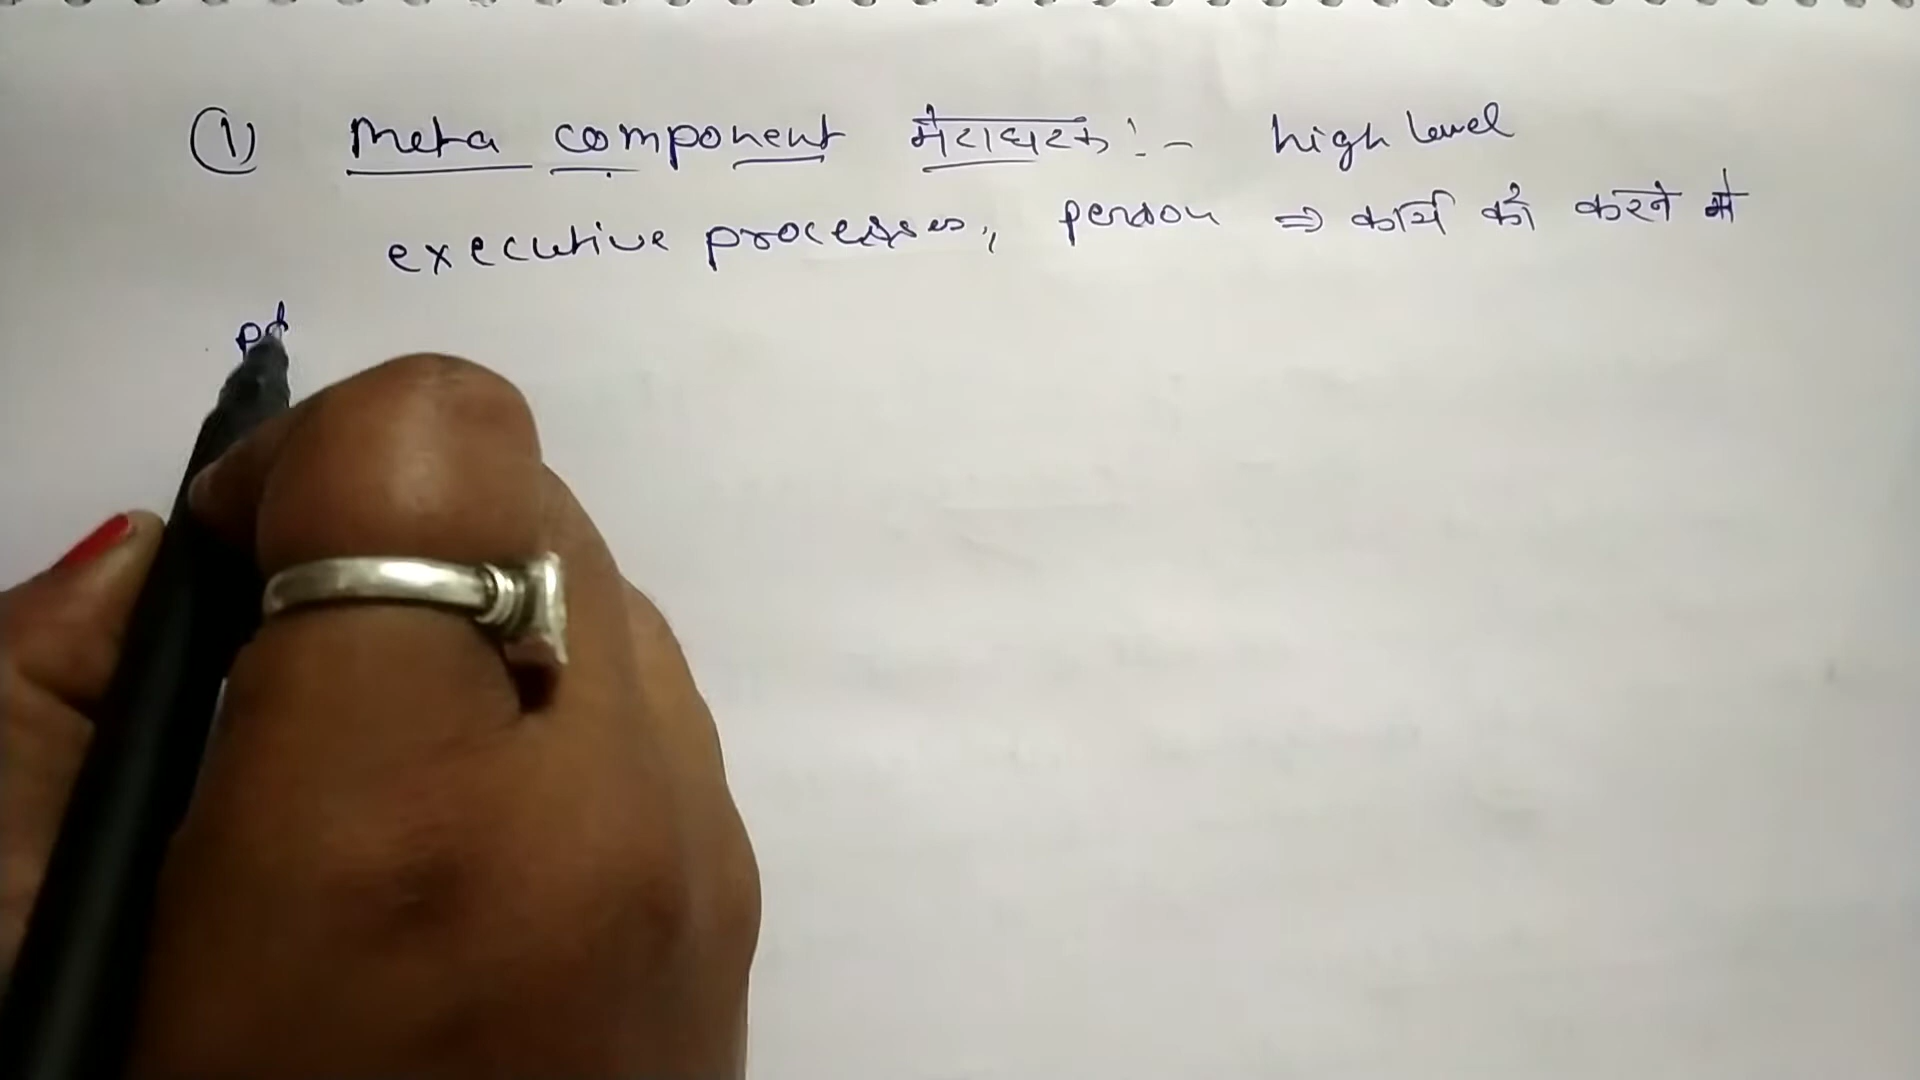 ① Meta component मेटाघटक :- high level
executive processes, person ⇒ कार्य को करने में